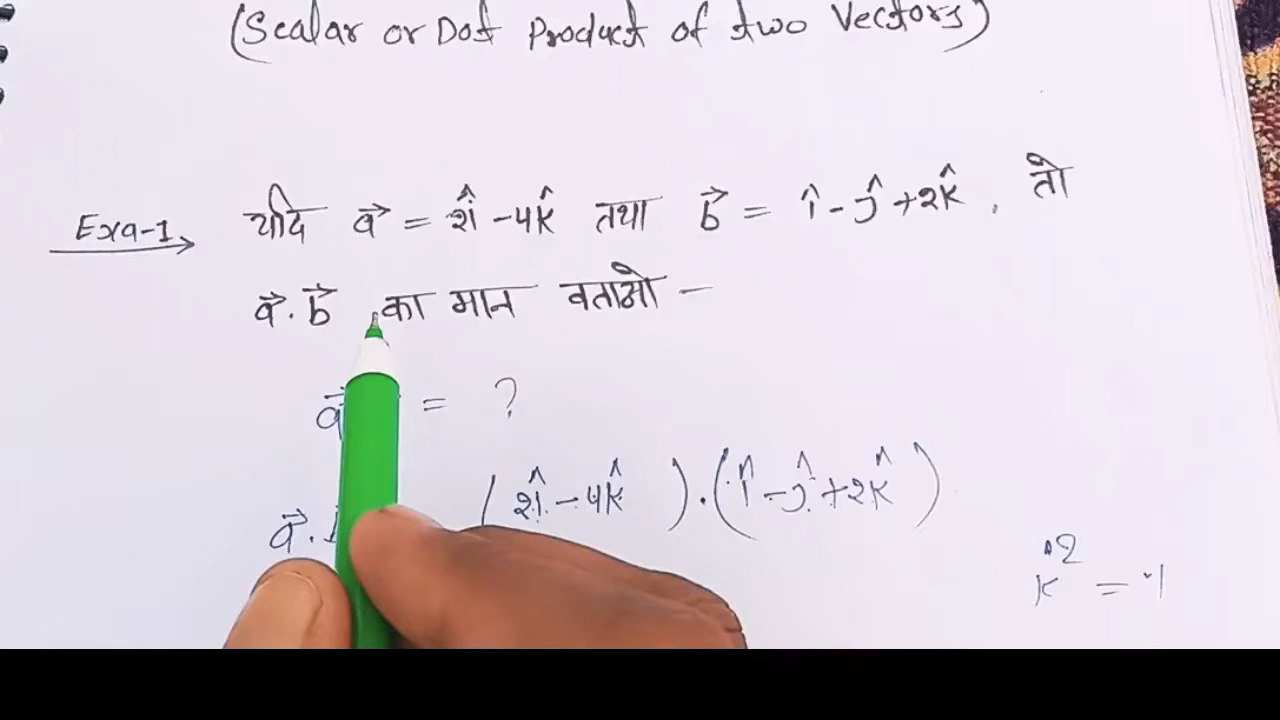 (Scalar or Dot Product of two Vectors)
Exa-1 यदि a⃗ = 2î - 4k̂ तथा b⃗ = î - ĵ + 2k̂, तो
a⃗.b⃗ का मान बताओ -
a⃗ = ?
a⃗. (2î - 4k̂).(î - ĵ + 2k̂)
k̂² = 1